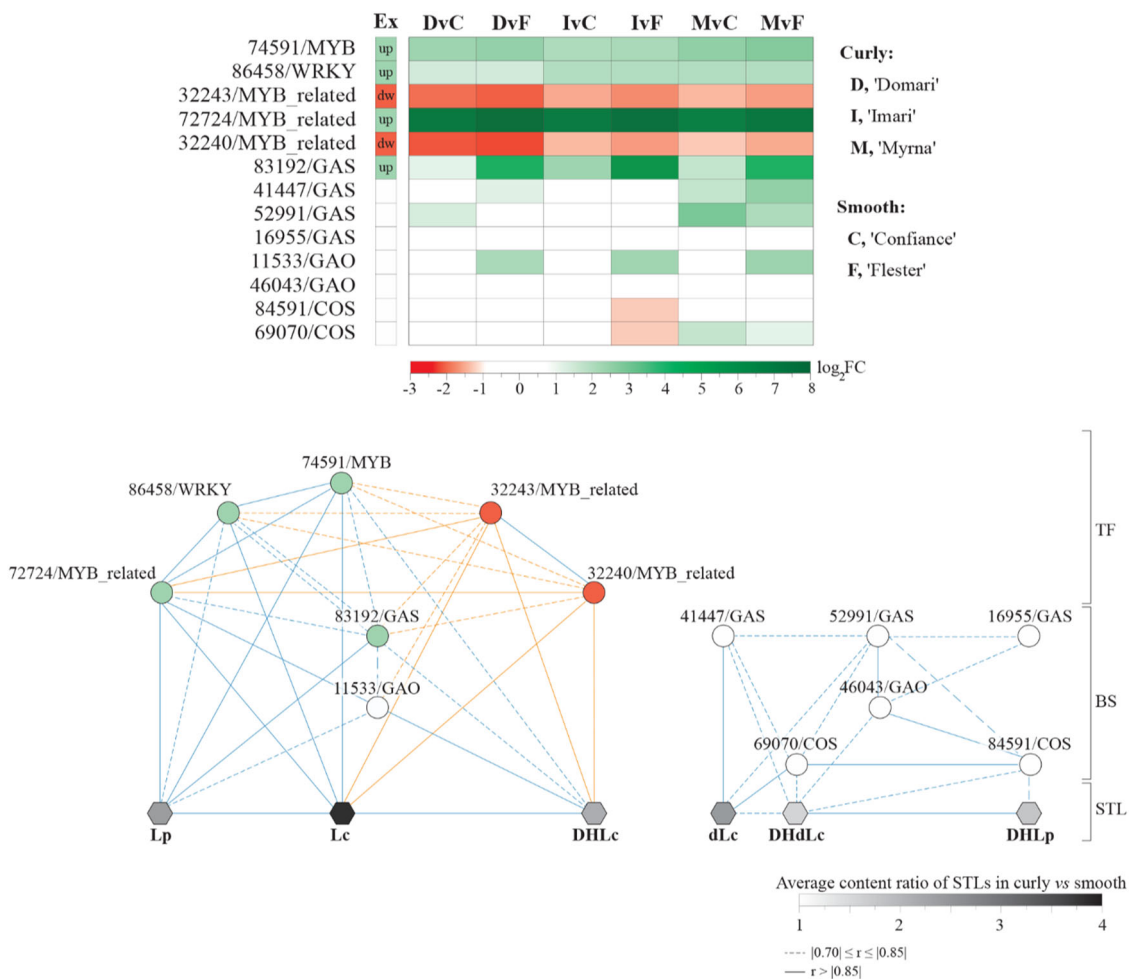 Ex DvC DvF IvC IvF MvC MvF
74591/MYB up
86458/WRKY up
32243/MYB_related dw
72724/MYB_related up
32240/MYB_related dw
83192/GAS up
41447/GAS
52991/GAS
16955/GAS
11533/GAO
46043/GAO
84591/COS
69070/COS
Curly:
D, 'Domari'
I, 'Imari'
M, 'Myrna'
Smooth:
C, 'Confiance'
F, 'Flester'
log2FC
-3 -2 -1 0 1 2 3 4 5 6 7 8
74591/MYB
86458/WRKY
32243/MYB_related
72724/MYB_related
32240/MYB_related
83192/GAS
11533/GAO
Lp Lc DHLc
41447/GAS 52991/GAS 16955/GAS
46043/GAO
69070/COS 84591/COS
dLc DHdLc DHLp
TF
BS
STL
Average content ratio of STLs in curly vs smooth
1 2 3 4
|0.70| ≤ r ≤ |0.85|
r > |0.85|